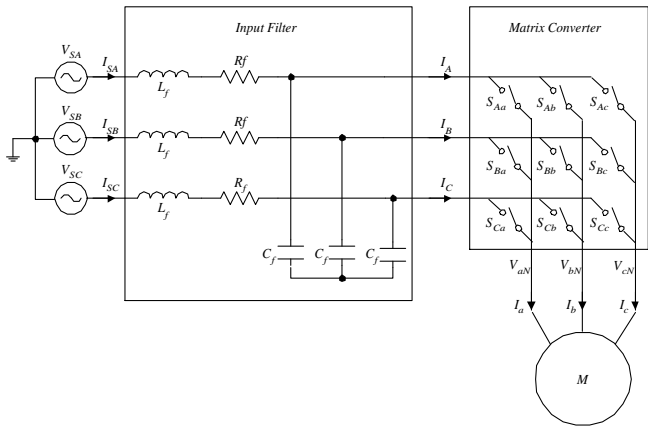 Input Filter
Matrix Converter
V_SA
I_SA
L_f
Rf
I_A
S_Aa
S_Ab
S_Ac
V_SB
I_SB
L_f
Rf
I_B
S_Ba
S_Bb
S_Bc
V_SC
I_SC
L_f
R_f
I_C
S_Ca
S_Cb
S_Cc
C_f
C_f
C_f
V_aN
V_bN
V_cN
I_a
I_b
I_c
M